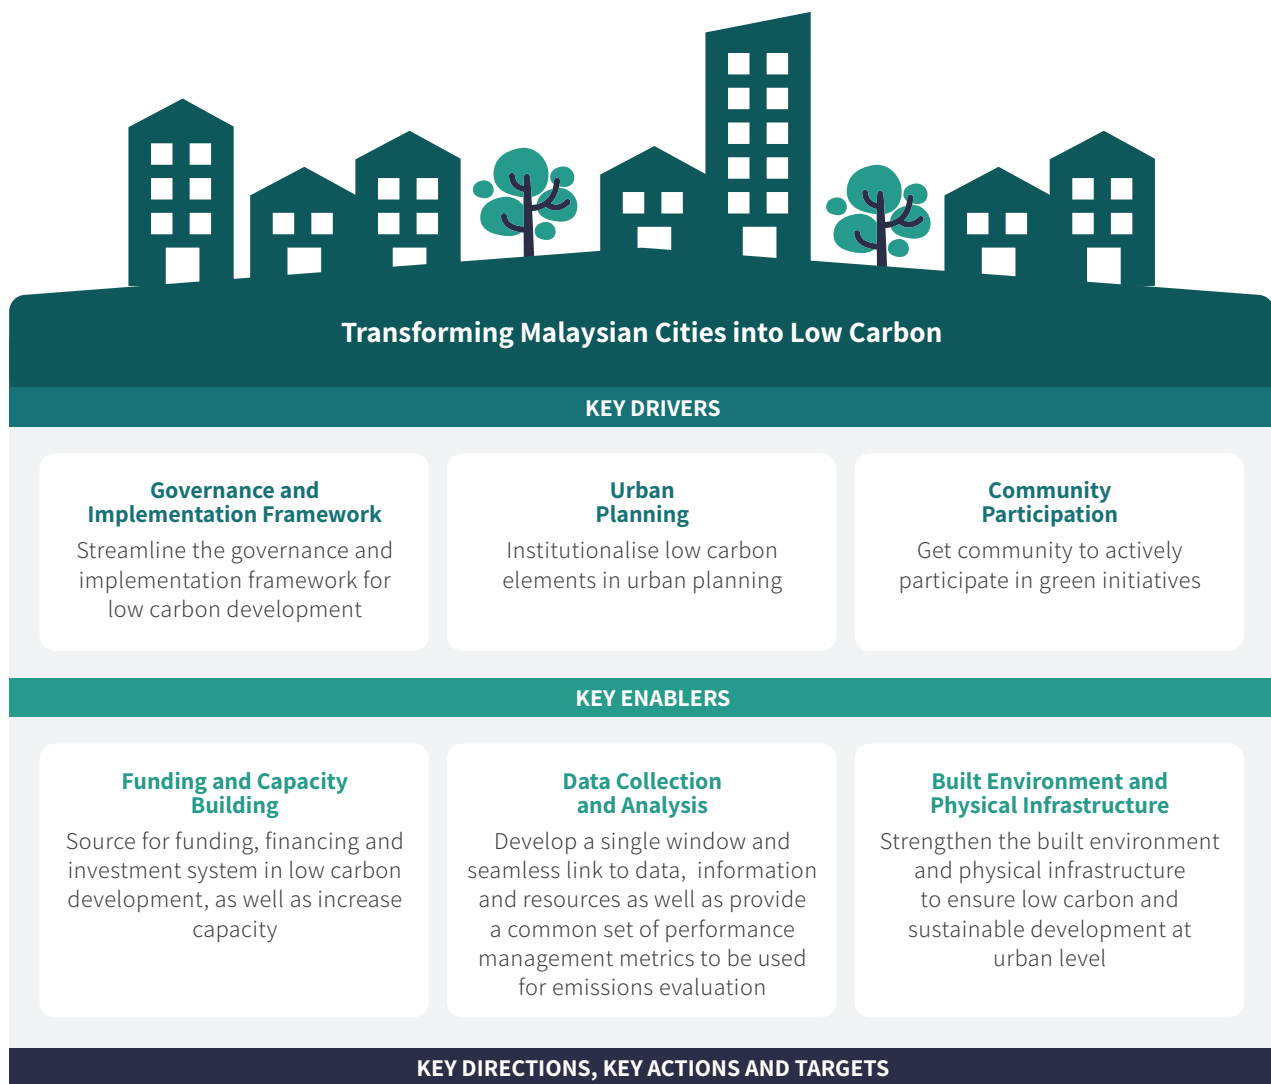 Transforming Malaysian Cities into Low Carbon
KEY DRIVERS
Governance and
Implementation Framework
Streamline the governance and
implementation framework for
low carbon development
Urban
Planning
Institutionalise low carbon
elements in urban planning
Community
Participation
Get community to actively
participate in green initiatives
KEY ENABLERS
Funding and Capacity
Building
Source for funding, financing and
investment system in low carbon
development, as well as increase
capacity
Data Collection
and Analysis
Develop a single window and
seamless link to data, information
and resources as well as provide
a common set of performance
management metrics to be used
for emissions evaluation
Built Environment and
Physical Infrastructure
Strengthen the built environment
and physical infrastructure
to ensure low carbon and
sustainable development at
urban level
KEY DIRECTIONS, KEY ACTIONS AND TARGETS